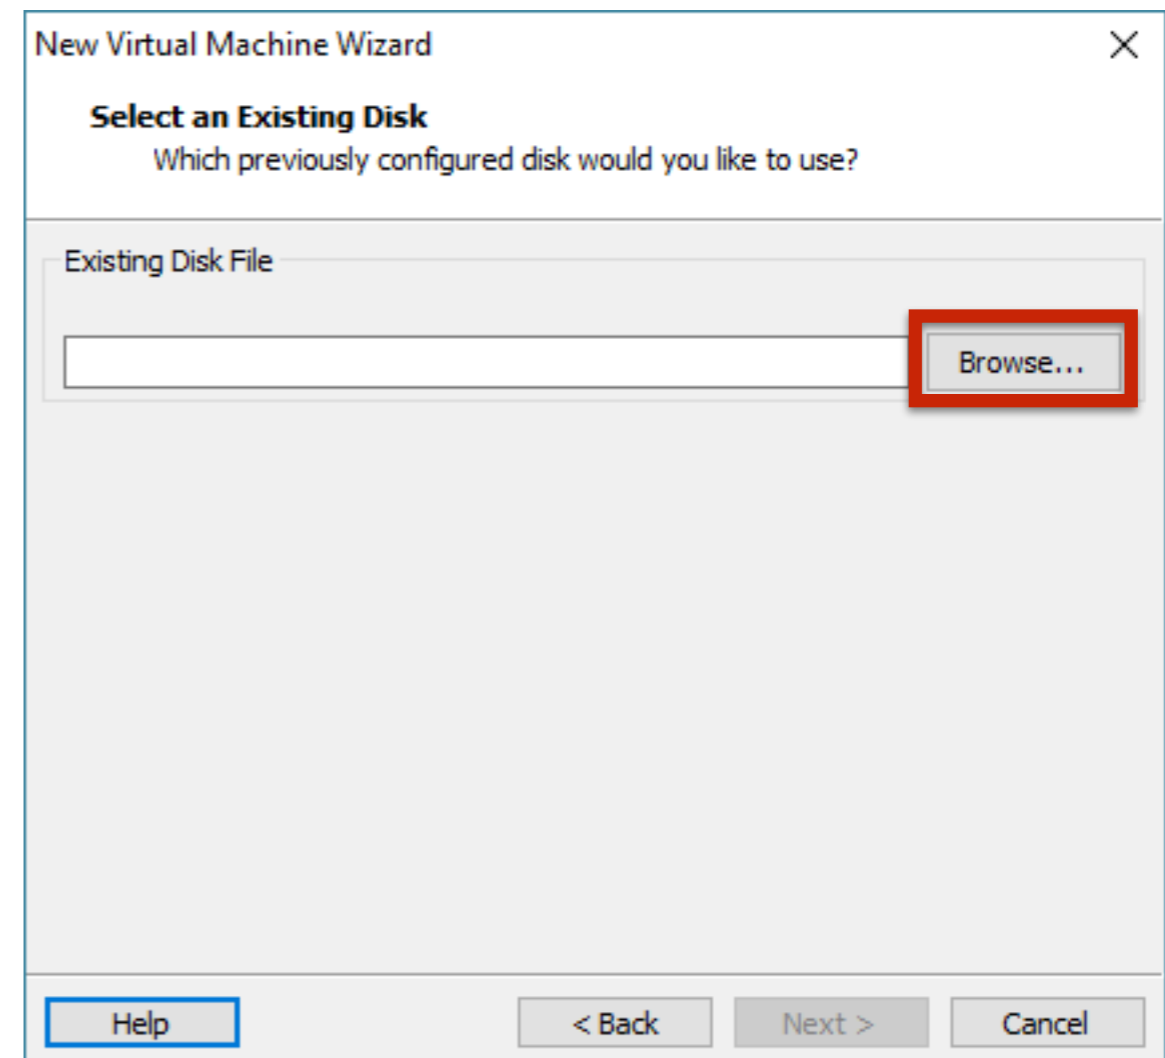 New Virtual Machine Wizard
Select an Existing Disk
Which previously configured disk would you like to use?
Existing Disk File
Browse...
Help
< Back
Next >
Cancel